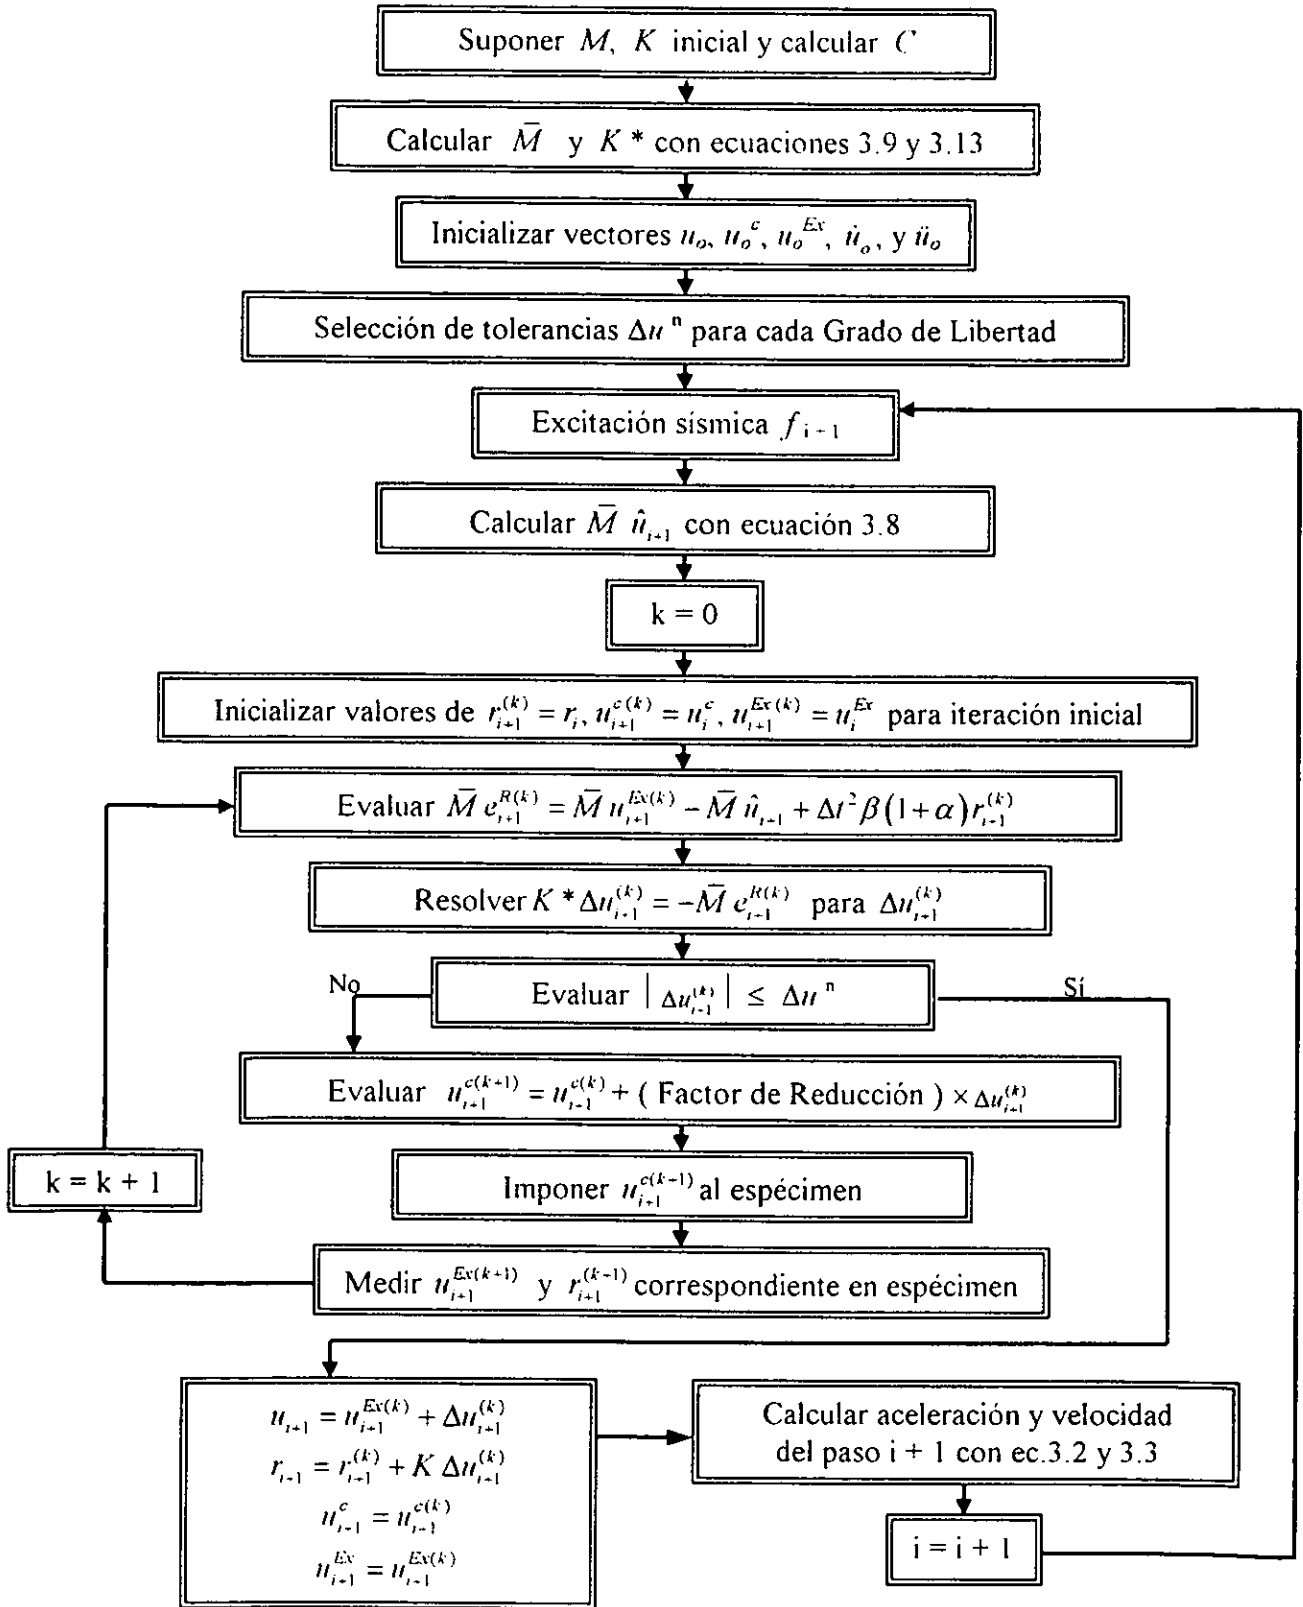 Suponer M, K inicial y calcular C
Calcular M̄ y K * con ecuaciones 3.9 y 3.13
Inicializar vectores u_o, u_o^c, u_o^Ex, u̇_o, y ü_o
Selección de tolerancias Δu^n para cada Grado de Libertad
Excitación sísmica f_i+1
Calcular M̄ û_i+1 con ecuación 3.8
k = 0
Inicializar valores de r_i+1^(k) = r_i, u_i+1^c(k) = u_i^c, u_i+1^Ex(k) = u_i^Ex para iteración inicial
Evaluar M̄ e_i+1^R(k) = M̄ u_i+1^Ex(k) − M̄ û_i+1 + Δt² β(1+α) r_i+1^(k)
Resolver K * Δu_i+1^(k) = −M̄ e_i+1^R(k) para Δu_i+1^(k)
No
Evaluar | Δu_i+1^(k) | ≤ Δu^n
Sí
Evaluar u_i+1^c(k+1) = u_i+1^c(k) + ( Factor de Reducción ) × Δu_i+1^(k)
k = k + 1
Imponer u_i+1^c(k+1) al espécimen
Medir u_i+1^Ex(k+1) y r_i+1^(k+1) correspondiente en espécimen
u_i+1 = u_i+1^Ex(k) + Δu_i+1^(k)
r_i+1 = r_i+1^(k) + K Δu_i+1^(k)
u_i+1^c = u_i+1^c(k)
u_i+1^Ex = u_i+1^Ex(k)
Calcular aceleración y velocidad
del paso i + 1 con ec.3.2 y 3.3
i = i + 1